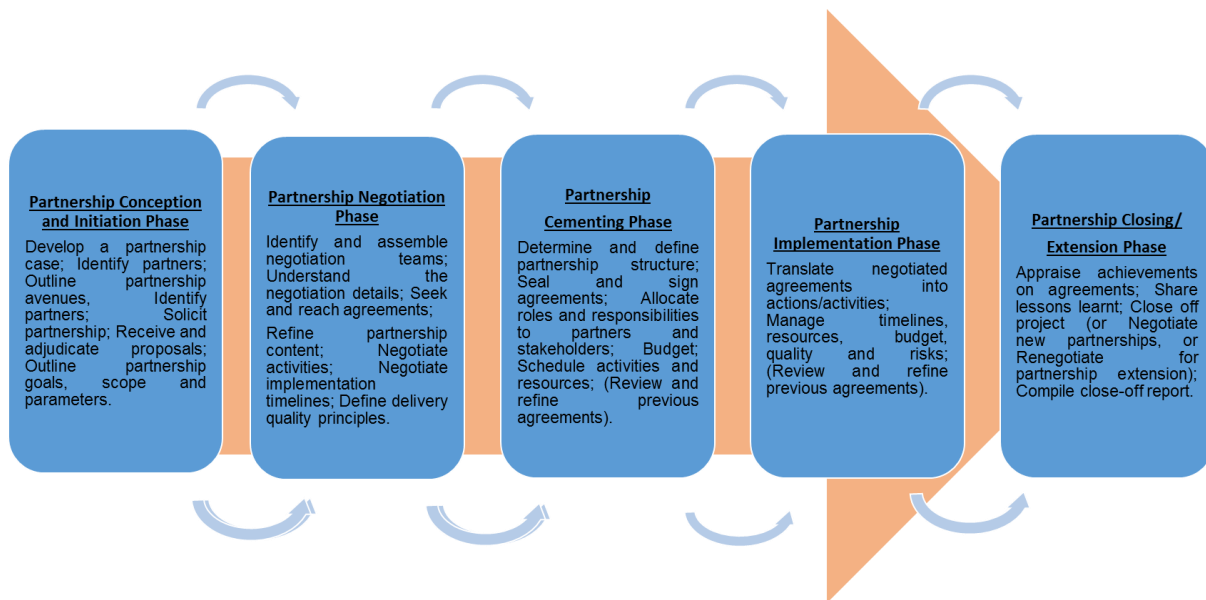 Partnership Conception
and Initiation Phase
Develop a partnership
case; Identify partners;
Outline partnership
avenues, Identify
partners; Solicit
partnership; Receive and
adjudicate proposals;
Outline partnership
goals, scope and
parameters.
Partnership Negotiation
Phase
Identify and assemble
negotiation teams;
Understand the
negotiation details; Seek
and reach agreements;
Refine partnership
content; Negotiate
activities; Negotiate
implementation
timelines; Define delivery
quality principles.
Partnership
Cementing Phase
Determine and define
partnership structure;
Seal and sign
agreements; Allocate
roles and responsibilities
to partners and
stakeholders; Budget;
Schedule activities and
resources; (Review and
refine previous
agreements).
Partnership
Implementation Phase
Translate negotiated
agreements into
actions/activities;
Manage timelines,
resources, budget,
quality and risks;
(Review and refine
previous agreements).
Partnership Closing/
Extension Phase
Appraise achievements
on agreements; Share
lessons learnt; Close off
project (or Negotiate
new partnerships, or
Renegotiate for
partnership extension);
Compile close-off report.